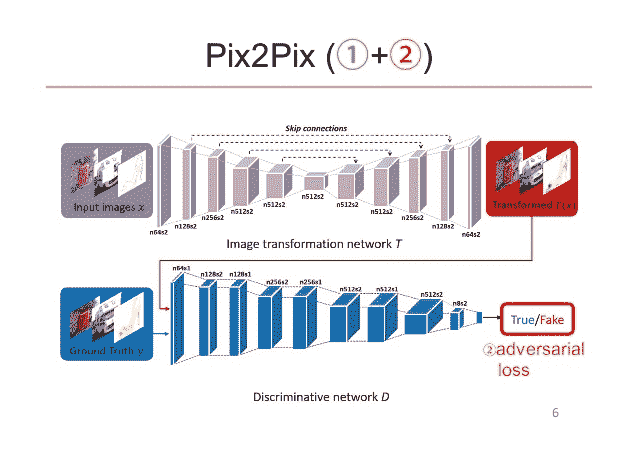 Pix2Pix (①+②)
Skip connections
Input images x
Transformed T(x)
n64s2
n128s2
n256s2
n512s2
n512s2
n512s2
n512s2
n512s2
n256s2
n128s2
n64s2
Image transformation network T
n64s1
n128s2
n128s1
n256s2
n256s1
n512s2
n512s1
n512s2
n8s2
Ground Truth y
True/Fake
②adversarial
loss
Discriminative network D
6